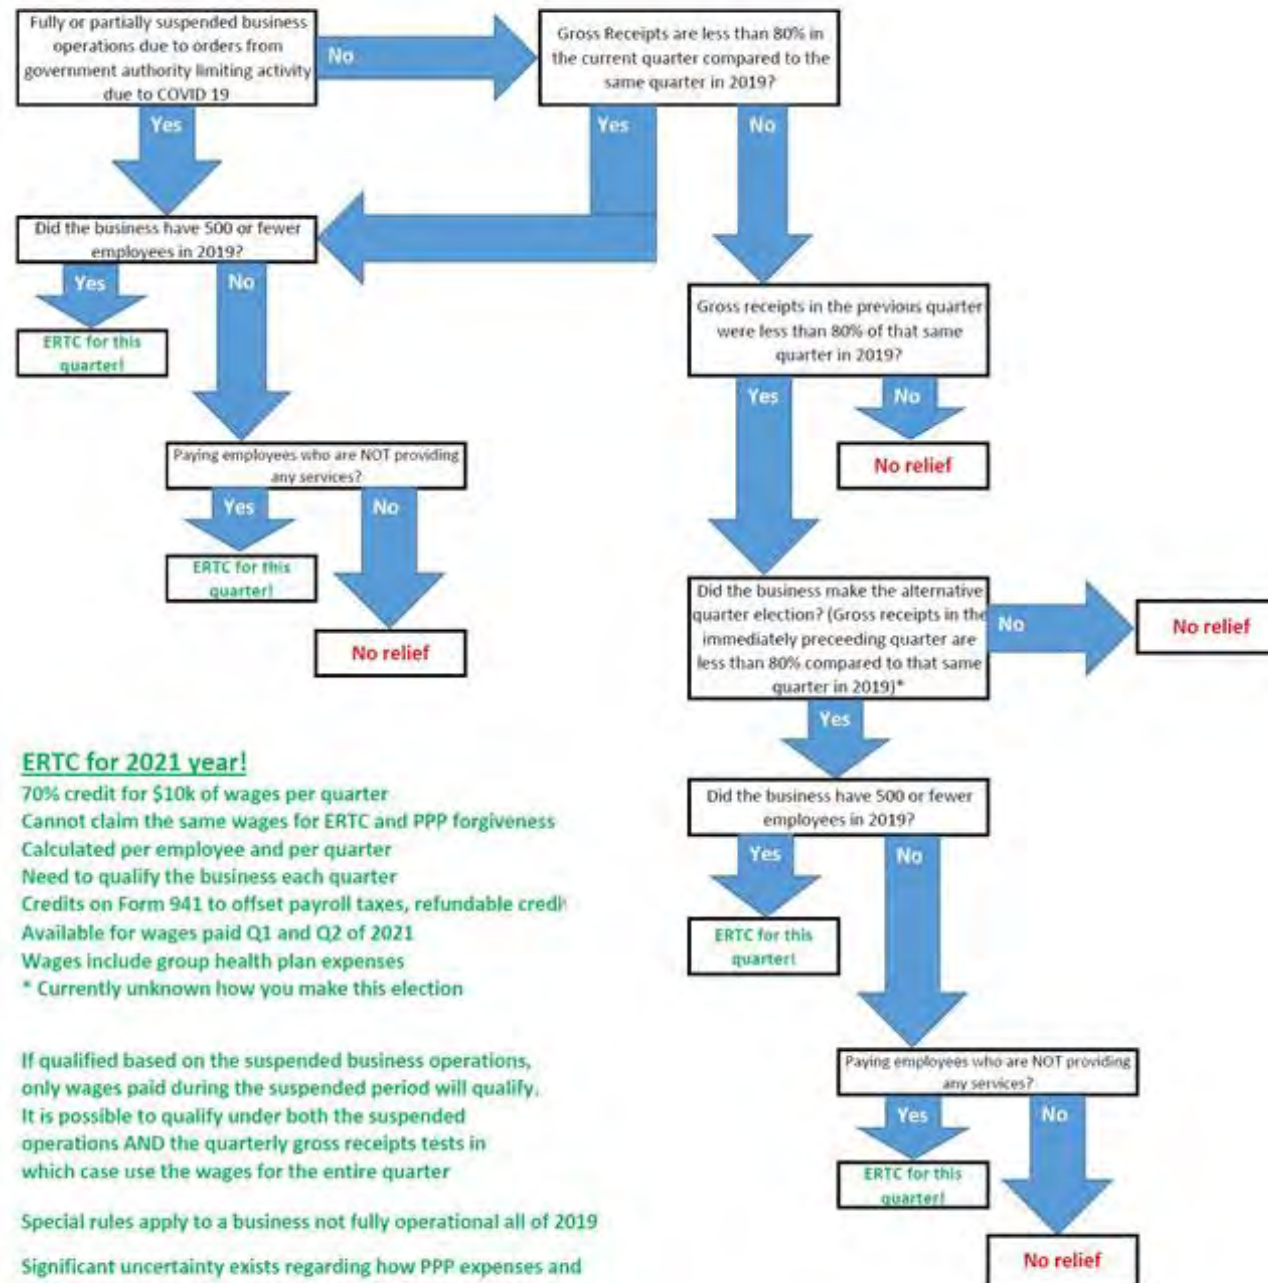 Fully or partially suspended business
operations due to orders from
government authority limiting activity
due to COVID 19
No
Gross Receipts are less than 80% in
the current quarter compared to the
same quarter in 2019?
Yes
Yes
No
Did the business have 500 or fewer
employees in 2019?
Yes
No
ERTC for this
quarter!
Gross receipts in the previous quarter
were less than 80% of that same
quarter in 2019?
Yes
No
No relief
Paying employees who are NOT providing
any services?
Yes
No
ERTC for this
quarter!
No relief
Did the business make the alternative
quarter election? (Gross receipts in the
immediately preceeding quarter are
less than 80% compared to that same
quarter in 2019)*
No
No relief
Yes
Did the business have 500 or fewer
employees in 2019?
Yes
No
ERTC for this
quarter!
Paying employees who are NOT providing
any services?
Yes
No
ERTC for this
quarter!
No relief
ERTC for 2021 year!
70% credit for $10k of wages per quarter
Cannot claim the same wages for ERTC and PPP forgiveness
Calculated per employee and per quarter
Need to qualify the business each quarter
Credits on Form 941 to offset payroll taxes, refundable credi
Available for wages paid Q1 and Q2 of 2021
Wages include group health plan expenses
* Currently unknown how you make this election
If qualified based on the suspended business operations,
only wages paid during the suspended period will qualify.
It is possible to qualify under both the suspended
operations AND the quarterly gross receipts tests in
which case use the wages for the entire quarter
Special rules apply to a business not fully operational all of 2019
Significant uncertainty exists regarding how PPP expenses and